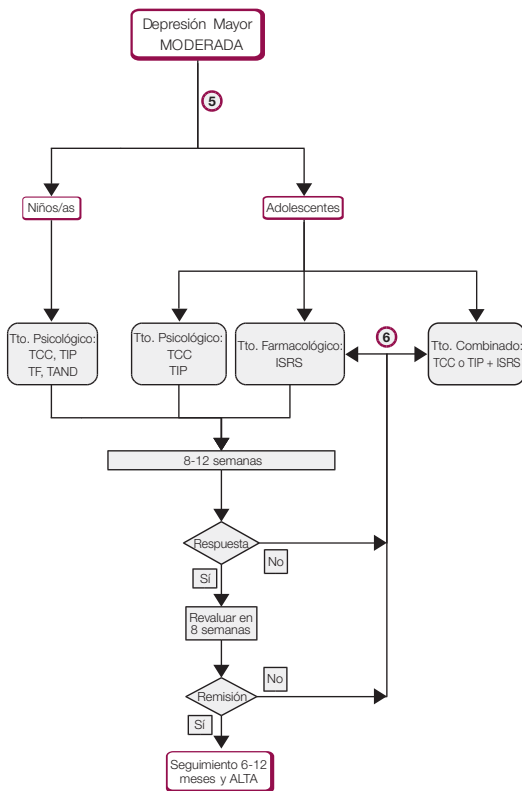 Depresión Mayor
MODERADA
5
Niños/as
Adolescentes
Tto. Psicológico:
TCC, TIP
TF, TAND
Tto. Psicológico:
TCC
TIP
Tto. Farmacológico:
ISRS
6
Tto. Combinado:
TCC o TIP + ISRS
8-12 semanas
Respuesta
No
Sí
Revaluar en
8 semanas
Remisión
No
Sí
Seguimiento 6-12
meses y ALTA